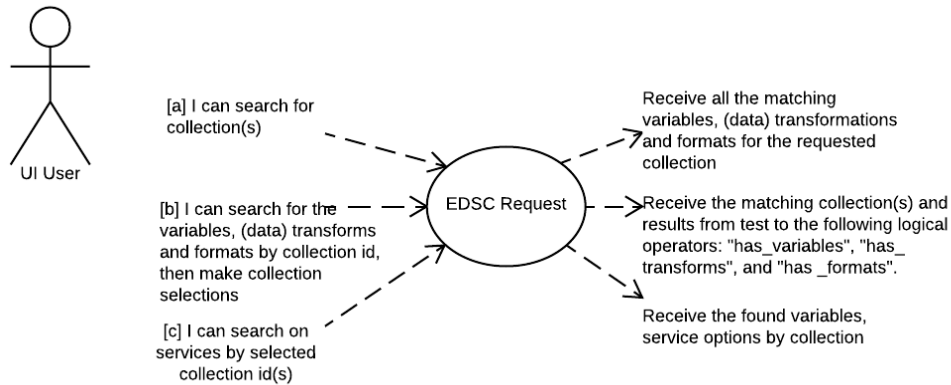 UI User
[a] I can search for
collection(s)
[b] I can search for the
variables, (data) transforms
and formats by collection id,
then make collection
selections
[c] I can search on
services by selected
collection id(s)
EDSC Request
Receive all the matching
variables, (data) transformations
and formats for the requested
collection
Receive the matching collection(s) and
results from test to the following logical
operators: "has_variables", "has_
transforms", and "has _formats".
Receive the found variables,
service options by collection